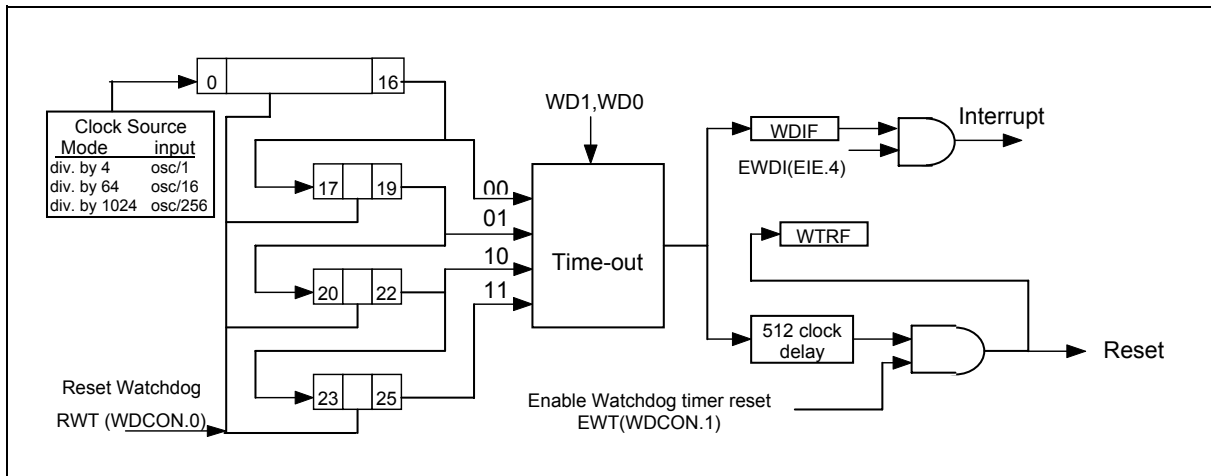 0 16
Clock Source
Mode input
div. by 4 osc/1
div. by 64 osc/16
div. by 1024 osc/256
17 19
20 22
23 25
Reset Watchdog
RWT (WDCON.0)
WD1,WD0
00
01
10
11
Time-out
WDIF
EWDI(EIE.4)
Interrupt
WTRF
512 clock
delay
Reset
Enable Watchdog timer reset
EWT(WDCON.1)